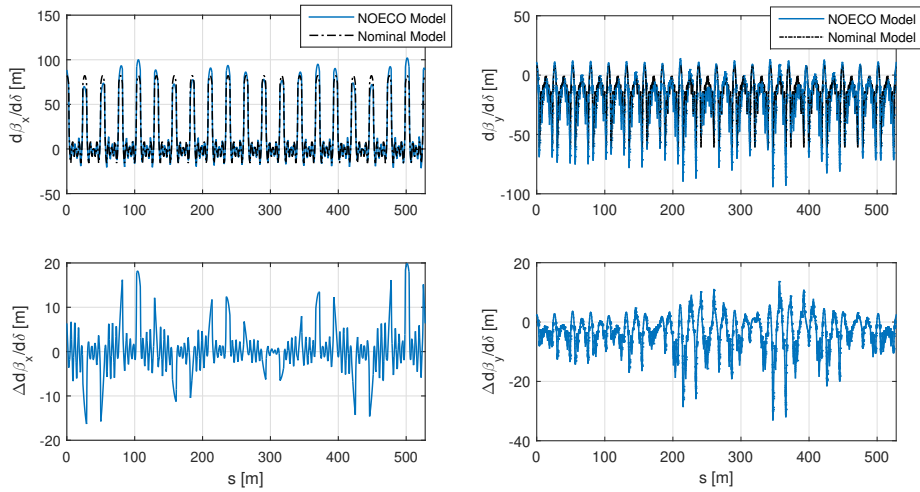 150
100
50
0
-50
dβx/dδ [m]
0 100 200 300 400 500
NOECO Model
Nominal Model
50
0
-50
-100
dβy/dδ [m]
0 100 200 300 400 500
NOECO Model
Nominal Model
20
10
0
-10
-20
Δdβx/dδ [m]
0 100 200 300 400 500
s [m]
20
0
-20
-40
Δdβy/dδ [m]
0 100 200 300 400 500
s [m]